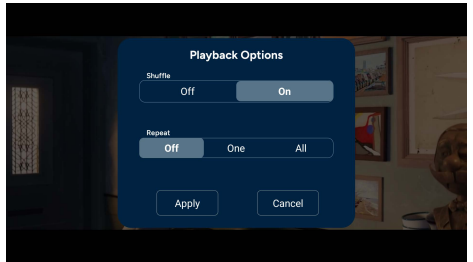 Playback Options
Shuffle
Off On
Repeat
Off One All
Apply Cancel